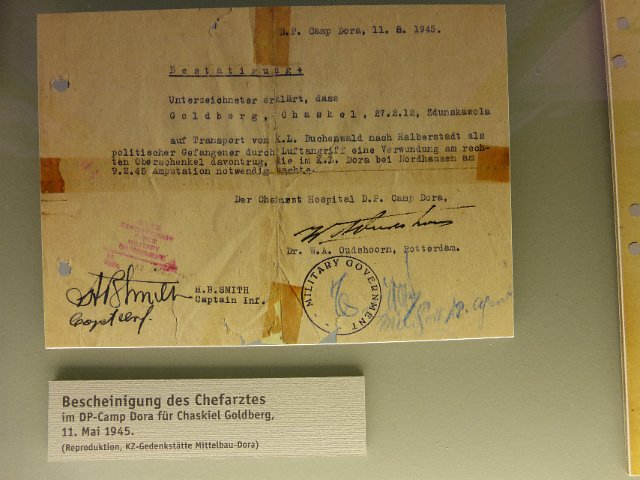 D.P. Camp Dora, 11. 5. 1945.
Bestätigung.
Unterzeichneter erklärt, dass
Goldberg, Chaskel, 27.2.12, Zdunskawola
auf Transport von K.L. Buchenwald nach Halberstadt als
politischer Gefangener durch Luftangriff eine Verwundung am rech-
ten Oberschenkel davontrug, die im K.L. Dora bei Nordhausen am
9.2.45 Amputation notwendig machte.
Der Chefarzt Hospital D.P. Camp Dora,
Dr. W.A. Oudshoorn, Rotterdam.
MILITARY GOVERNMENT
H.B.SMITH
Captain Inf.
HBSmith
Capt Inf.
Bescheinigung des Chefarztes
im DP-Camp Dora für Chaskiel Goldberg,
11. Mai 1945.
(Reproduktion, KZ-Gedenkstätte Mittelbau-Dora)